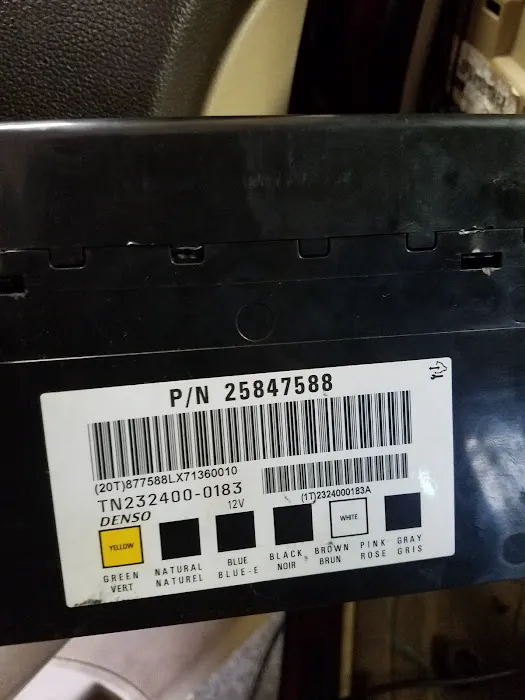 P/N 25847588
(20T)877588LX71360010
TN232400-0183
12V
(1T)2324000183A
DENSO
YELLOW
WHITE
GREEN NATURAL BLUE BLACK BROWN PINK GRAY
VERT NATUREL BLUE-E NOIR BRUN ROSE GRIS